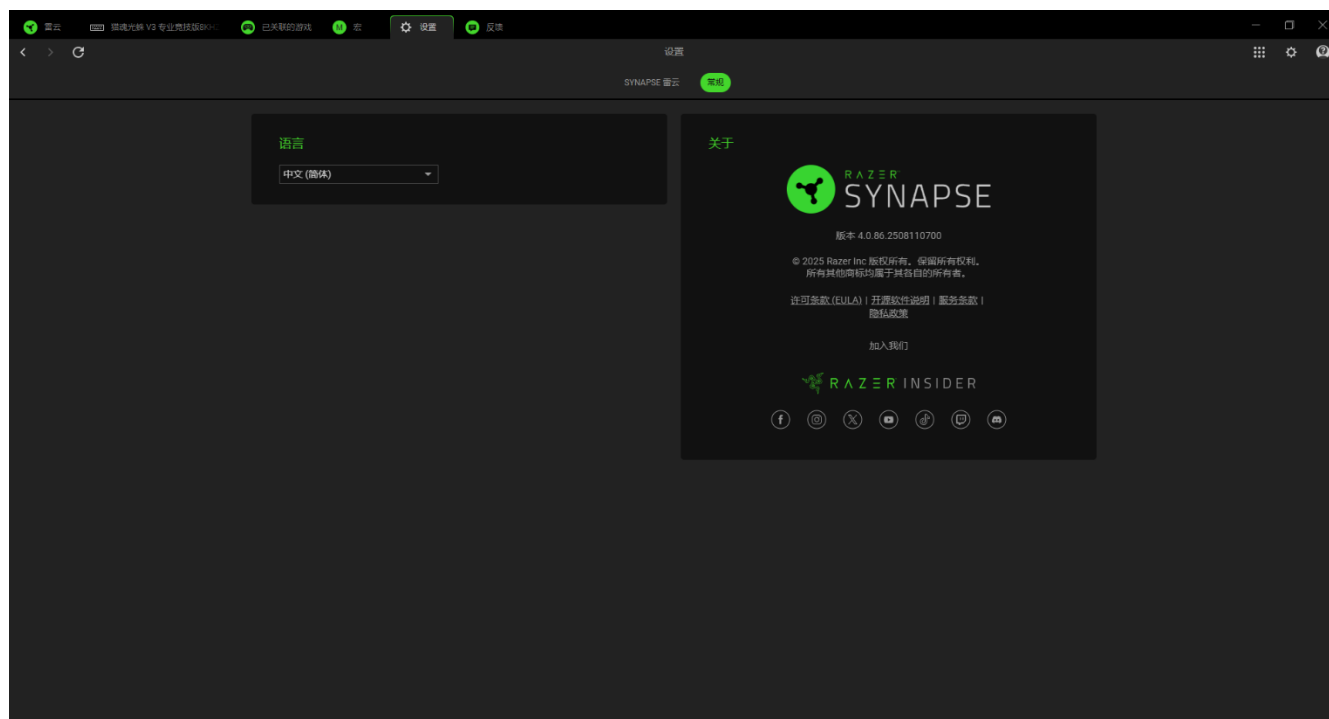 雷云 猎魂光蛛 V3 专业竞技版 已关联的游戏 M 宏 设置 反馈
设置
SYNAPSE 雷云 常规
语言
中文 (简体)
关于
RAZER
SYNAPSE
版本 4.0.86.2508110700
© 2025 Razer Inc 版权所有。保留所有权利。
所有其他商标均属于其各自的所有者。
许可条款 (EULA) | 开源软件说明 | 服务条款 |
隐私政策
加入我们
RAZER INSIDER